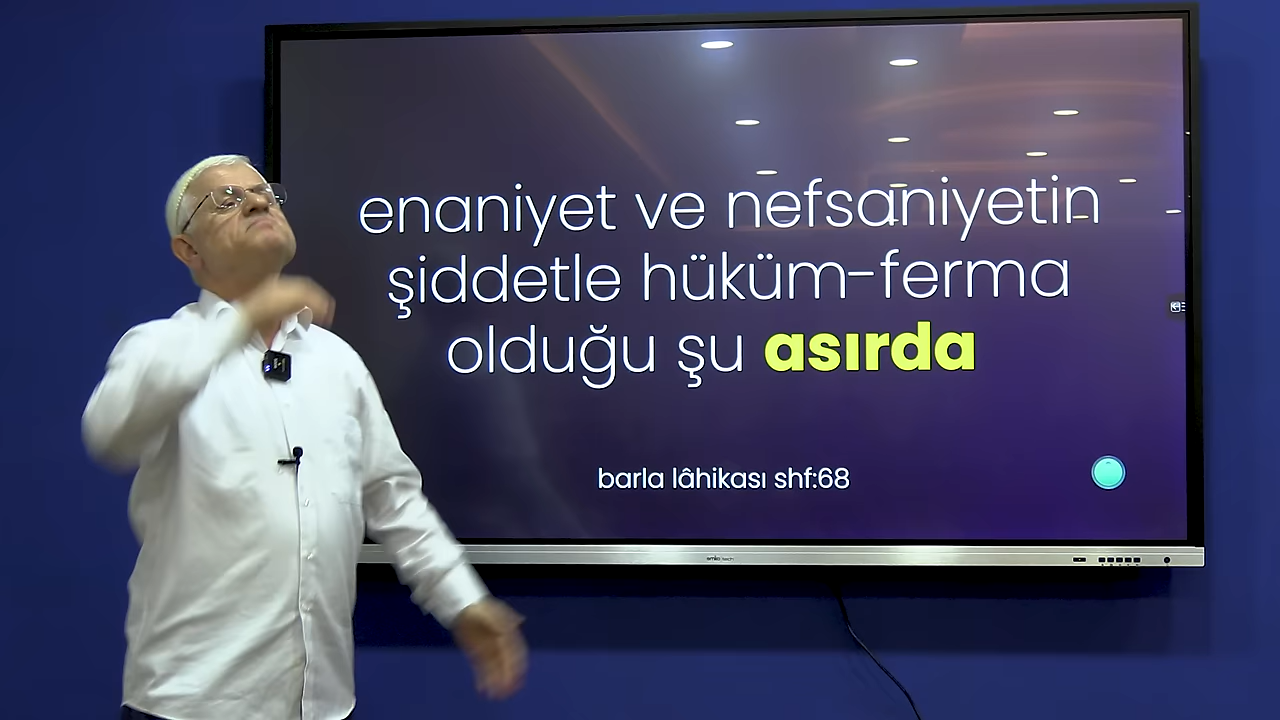 enaniyet ve nefsaniyetin
şiddetle hüküm-ferma
olduğu şu asırda
barla lâhikası shf:68